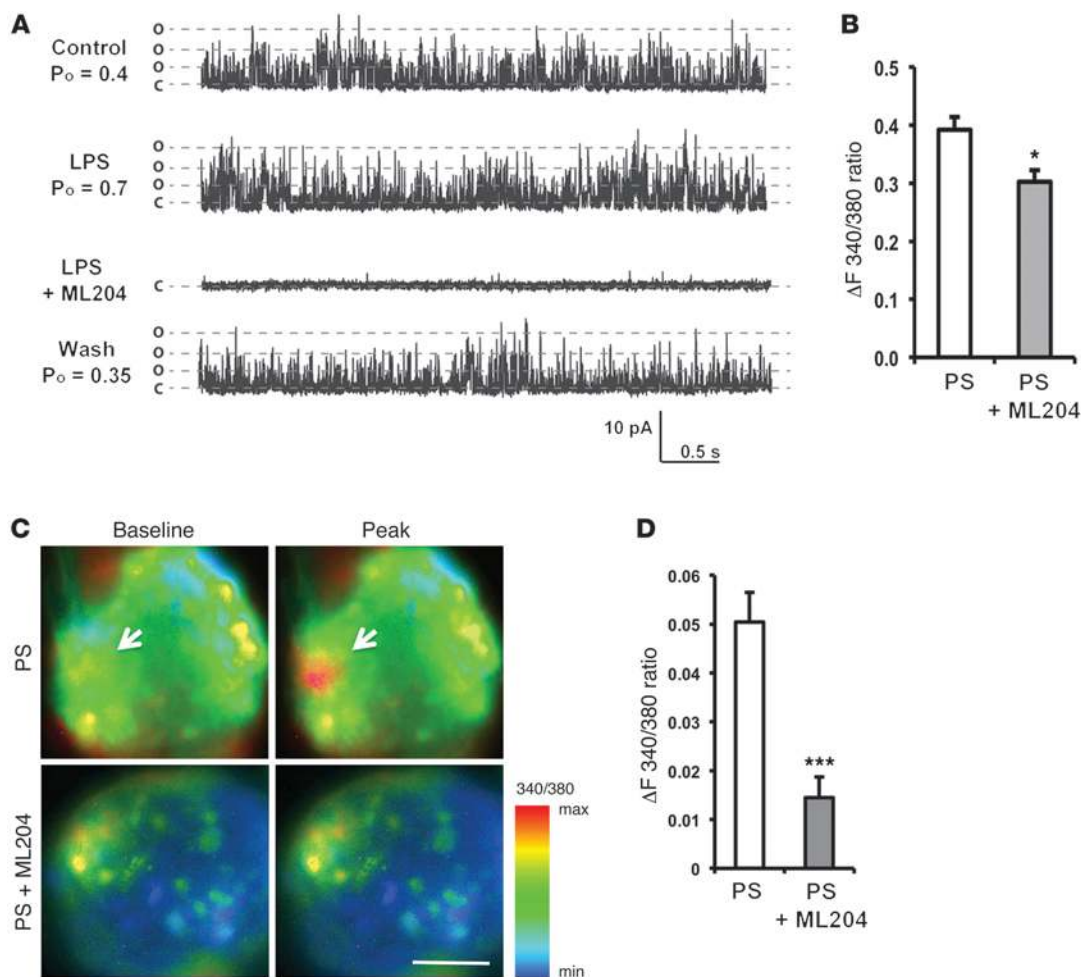 A
Control
Po = 0.4
o
o
o
c
LPS
Po = 0.7
o
o
o
c
LPS
+ ML204
c
Wash
Po = 0.35
o
o
o
c
10 pA
0.5 s
B
ΔF 340/380 ratio
0.5
0.4
0.3
0.2
0.1
0.0
*
PS
PS
+ ML204
C
Baseline
Peak
PS
PS + ML204
340/380
max
min
D
ΔF 340/380 ratio
0.06
0.05
0.04
0.03
0.02
0.01
0
***
PS
PS
+ ML204